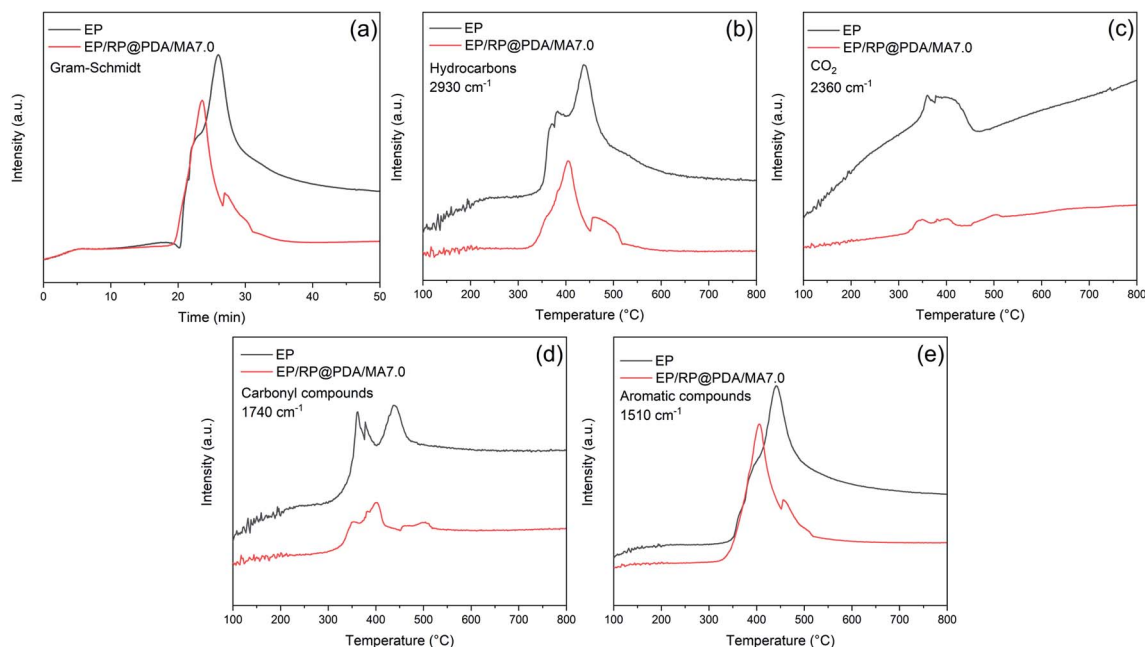 (a)
EP
EP/RP@PDA/MA7.0
Gram-Schmidt
Intensity (a.u.)
0 10 20 30 40 50
Time (min)
(b)
EP
EP/RP@PDA/MA7.0
Hydrocarbons
2930 cm⁻¹
Intensity (a.u.)
100 200 300 400 500 600 700 800
Temperature (°C)
(c)
EP
EP/RP@PDA/MA7.0
CO₂
2360 cm⁻¹
Intensity (a.u.)
100 200 300 400 500 600 700 800
Temperature (°C)
(d)
EP
EP/RP@PDA/MA7.0
Carbonyl compounds
1740 cm⁻¹
Intensity (a.u.)
100 200 300 400 500 600 700 800
Temperature (°C)
(e)
EP
EP/RP@PDA/MA7.0
Aromatic compounds
1510 cm⁻¹
Intensity (a.u.)
100 200 300 400 500 600 700 800
Temperature (°C)